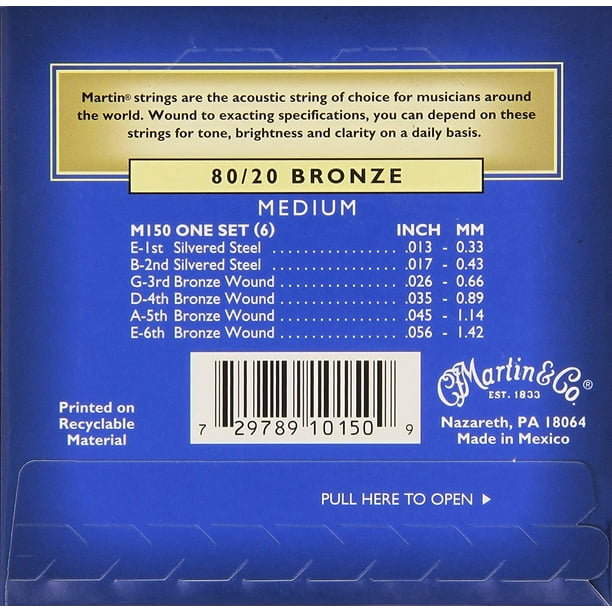 Martin® strings are the acoustic string of choice for musicians around
the world. Wound to exacting specifications, you can depend on these
strings for tone, brightness and clarity on a daily basis.
80/20 BRONZE
MEDIUM
M150 ONE SET (6) INCH MM
E-1st Silvered Steel .................... .013 - 0.33
B-2nd Silvered Steel .................... .017 - 0.43
G-3rd Bronze Wound .................. .026 - 0.66
D-4th Bronze Wound .................. .035 - 0.89
A-5th Bronze Wound .................. .045 - 1.14
E-6th Bronze Wound .................. .056 - 1.42
CF Martin & Co.
EST. 1833
Nazareth, PA 18064
Made in Mexico
Printed on
Recyclable
Material
7 29789 10150 9
PULL HERE TO OPEN ►